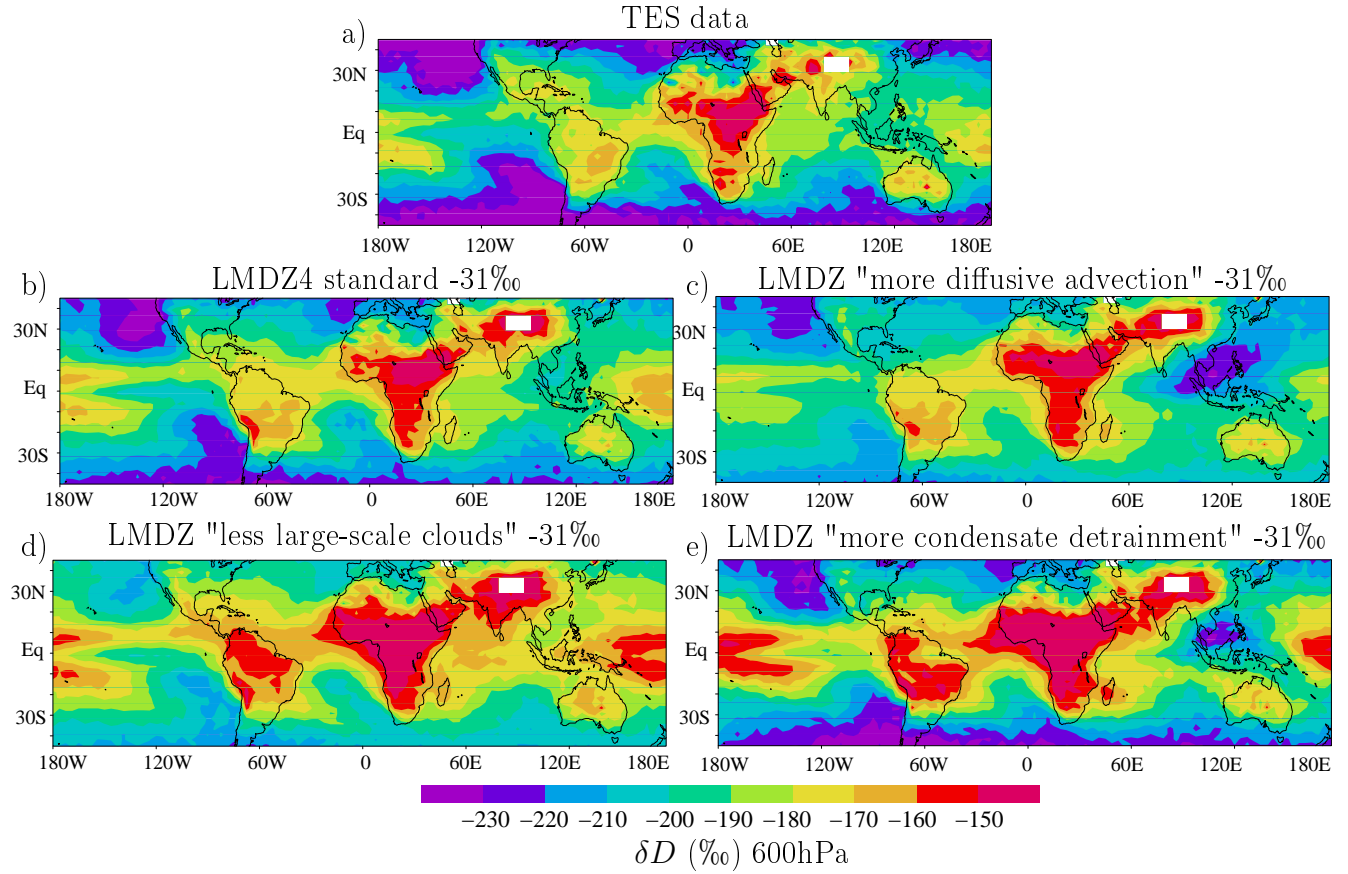 TES data
a)
30N
Eq
30S
180W 120W 60W 0 60E 120E 180E
b) LMDZ4 standard -31‰
30N
Eq
30S
180W 120W 60W 0 60E 120E 180E
c) LMDZ "more diffusive advection" -31‰
30N
Eq
30S
180W 120W 60W 0 60E 120E 180E
d) LMDZ "less large-scale clouds" -31‰
30N
Eq
30S
180W 120W 60W 0 60E 120E 180E
e) LMDZ "more condensate detrainment" -31‰
30N
Eq
30S
180W 120W 60W 0 60E 120E 180E
−230 −220 −210 −200 −190 −180 −170 −160 −150
δD (‰) 600hPa